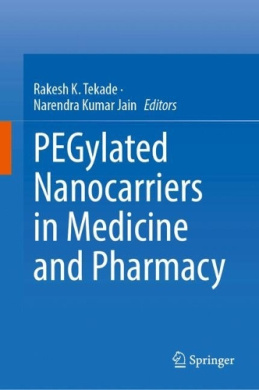 Rakesh K. Tekade ·
Narendra Kumar Jain Editors
PEGylated
Nanocarriers
in Medicine
and Pharmacy
Springer